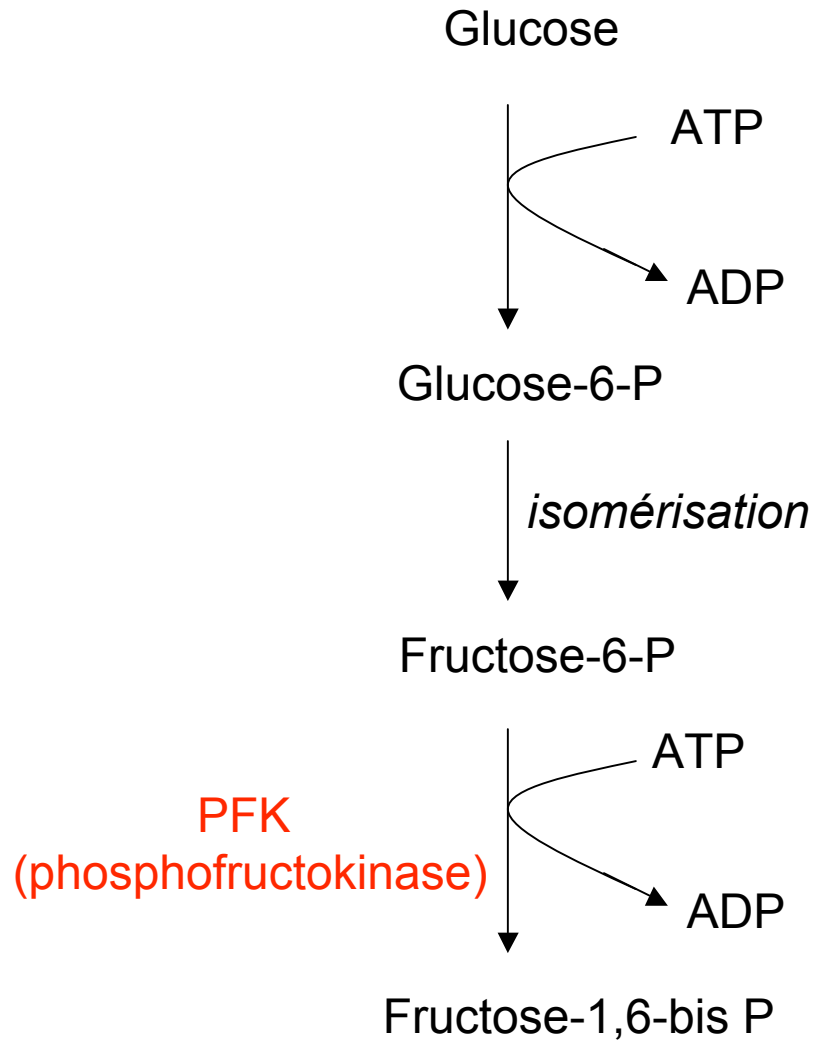 Glucose
ATP
ADP
Glucose-6-P
isomérisation
Fructose-6-P
ATP
PFK
(phosphofructokinase)
ADP
Fructose-1,6-bis P